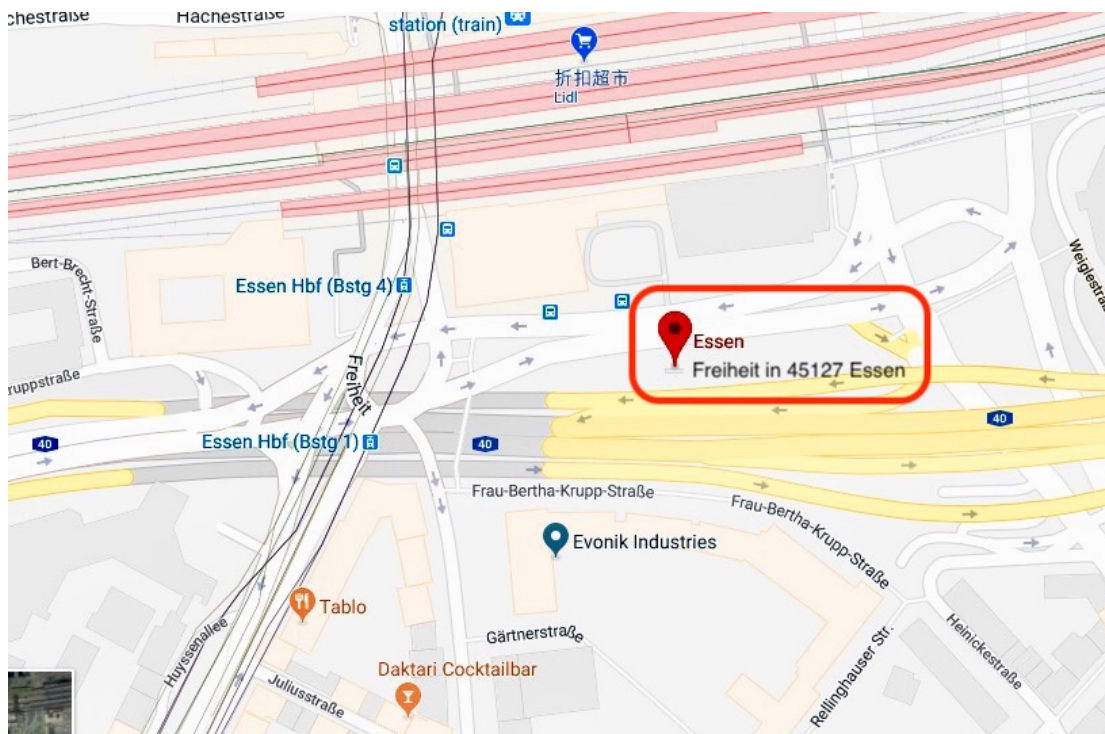 chestraße
Hachestraße
station (train)
折扣超市
Lidl
Bert-Brecht-Straße
Essen Hbf (Bstg 4)
Weiglestraß
Essen
Freiheit in 45127 Essen
Freiheit
ruppstraße
40
Essen Hbf (Bstg 1)
40
40
Frau-Bertha-Krupp-Straße
Frau-Bertha-Krupp-Straße
Evonik Industries
Tablo
Huyssenallee
Gärtnerstraße
Daktari Cocktailbar
Juliusstraße
Rellinghauser Str.
Heinickestraße